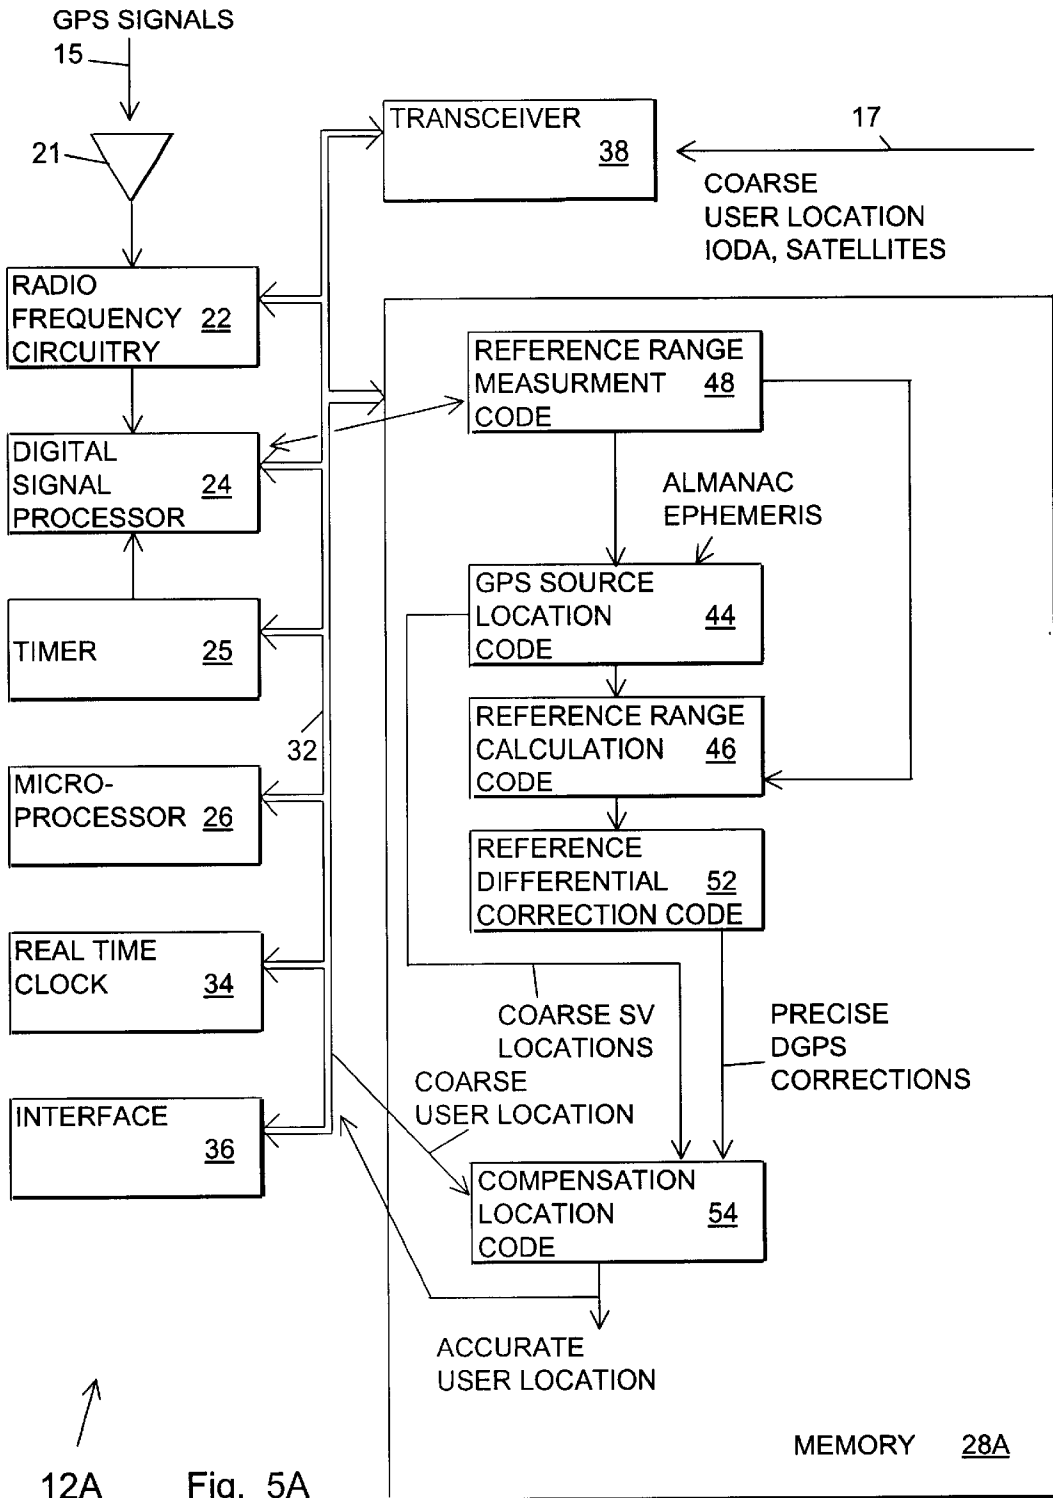 GPS SIGNALS
15
21
TRANSCEIVER
38
17
COARSE
USER LOCATION
IODA, SATELLITES
RADIO
FREQUENCY 22
CIRCUITRY
REFERENCE RANGE
MEASURMENT 48
CODE
DIGITAL
SIGNAL 24
PROCESSOR
ALMANAC
EPHEMERIS
GPS SOURCE
LOCATION 44
CODE
TIMER 25
32
REFERENCE RANGE
CALCULATION 46
CODE
MICRO-
PROCESSOR 26
REFERENCE
DIFFERENTIAL 52
CORRECTION CODE
REAL TIME
CLOCK 34
COARSE SV
LOCATIONS
PRECISE
DGPS
CORRECTIONS
COARSE
USER LOCATION
INTERFACE
36
COMPENSATION
LOCATION 54
CODE
ACCURATE
USER LOCATION
MEMORY 28A
12A Fig. 5A